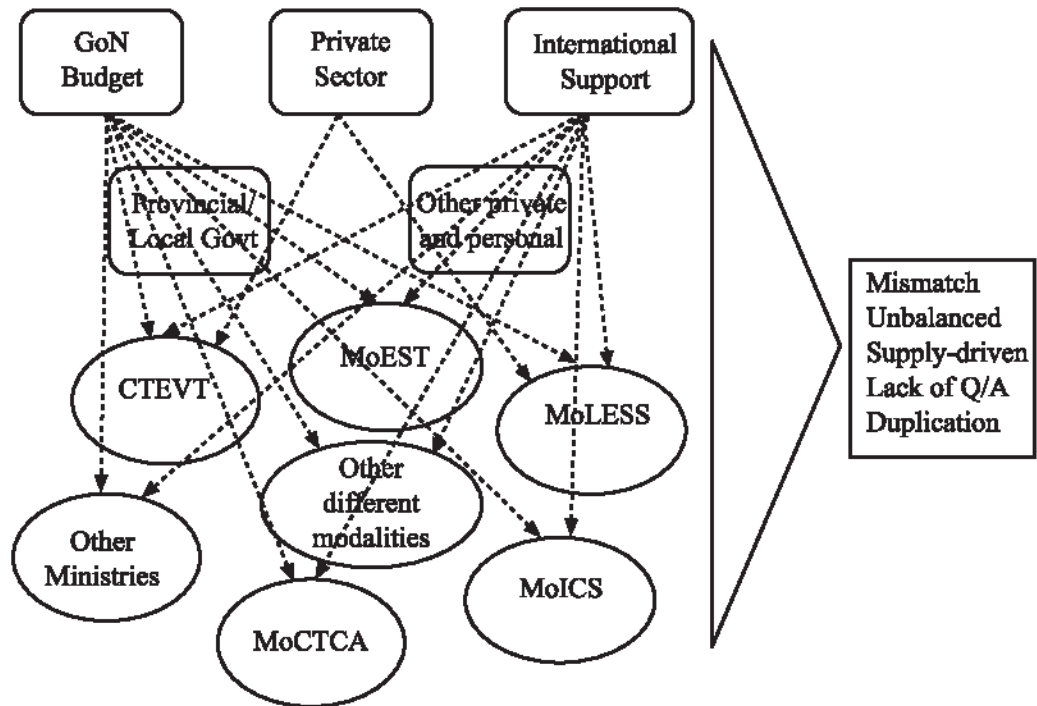 GoN
Budget
Private
Sector
International
Support
Provincial/
Local Govt
Other private
and personal
Mismatch
Unbalanced
Supply-driven
Lack of Q/A
Duplication
CTEVT
MoEST
MoLESS
Other
different
modalities
Other
Ministries
MoICS
MoCTCA